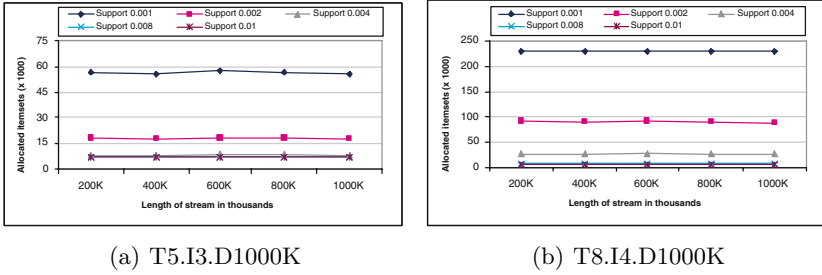 Support 0.001 Support 0.002 Support 0.004
Support 0.008 Support 0.01
Allocated itemsets (x 1000)
75
60
45
30
15
0
200K 400K 600K 800K 1000K
Length of stream in thousands
(a) T5.I3.D1000K
Support 0.001 Support 0.002 Support 0.004
Support 0.008 Support 0.01
Allocated itemsets (x 1000)
250
200
150
100
50
0
200K 400K 600K 800K 1000K
Length of stream in thousands
(b) T8.I4.D1000K